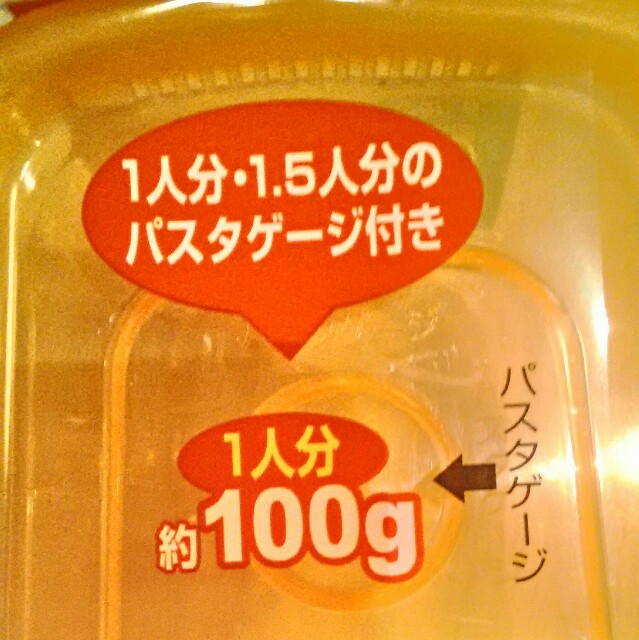 1人分・1.5人分の
パスタゲージ付き
1人分
約100g
パスタゲージ